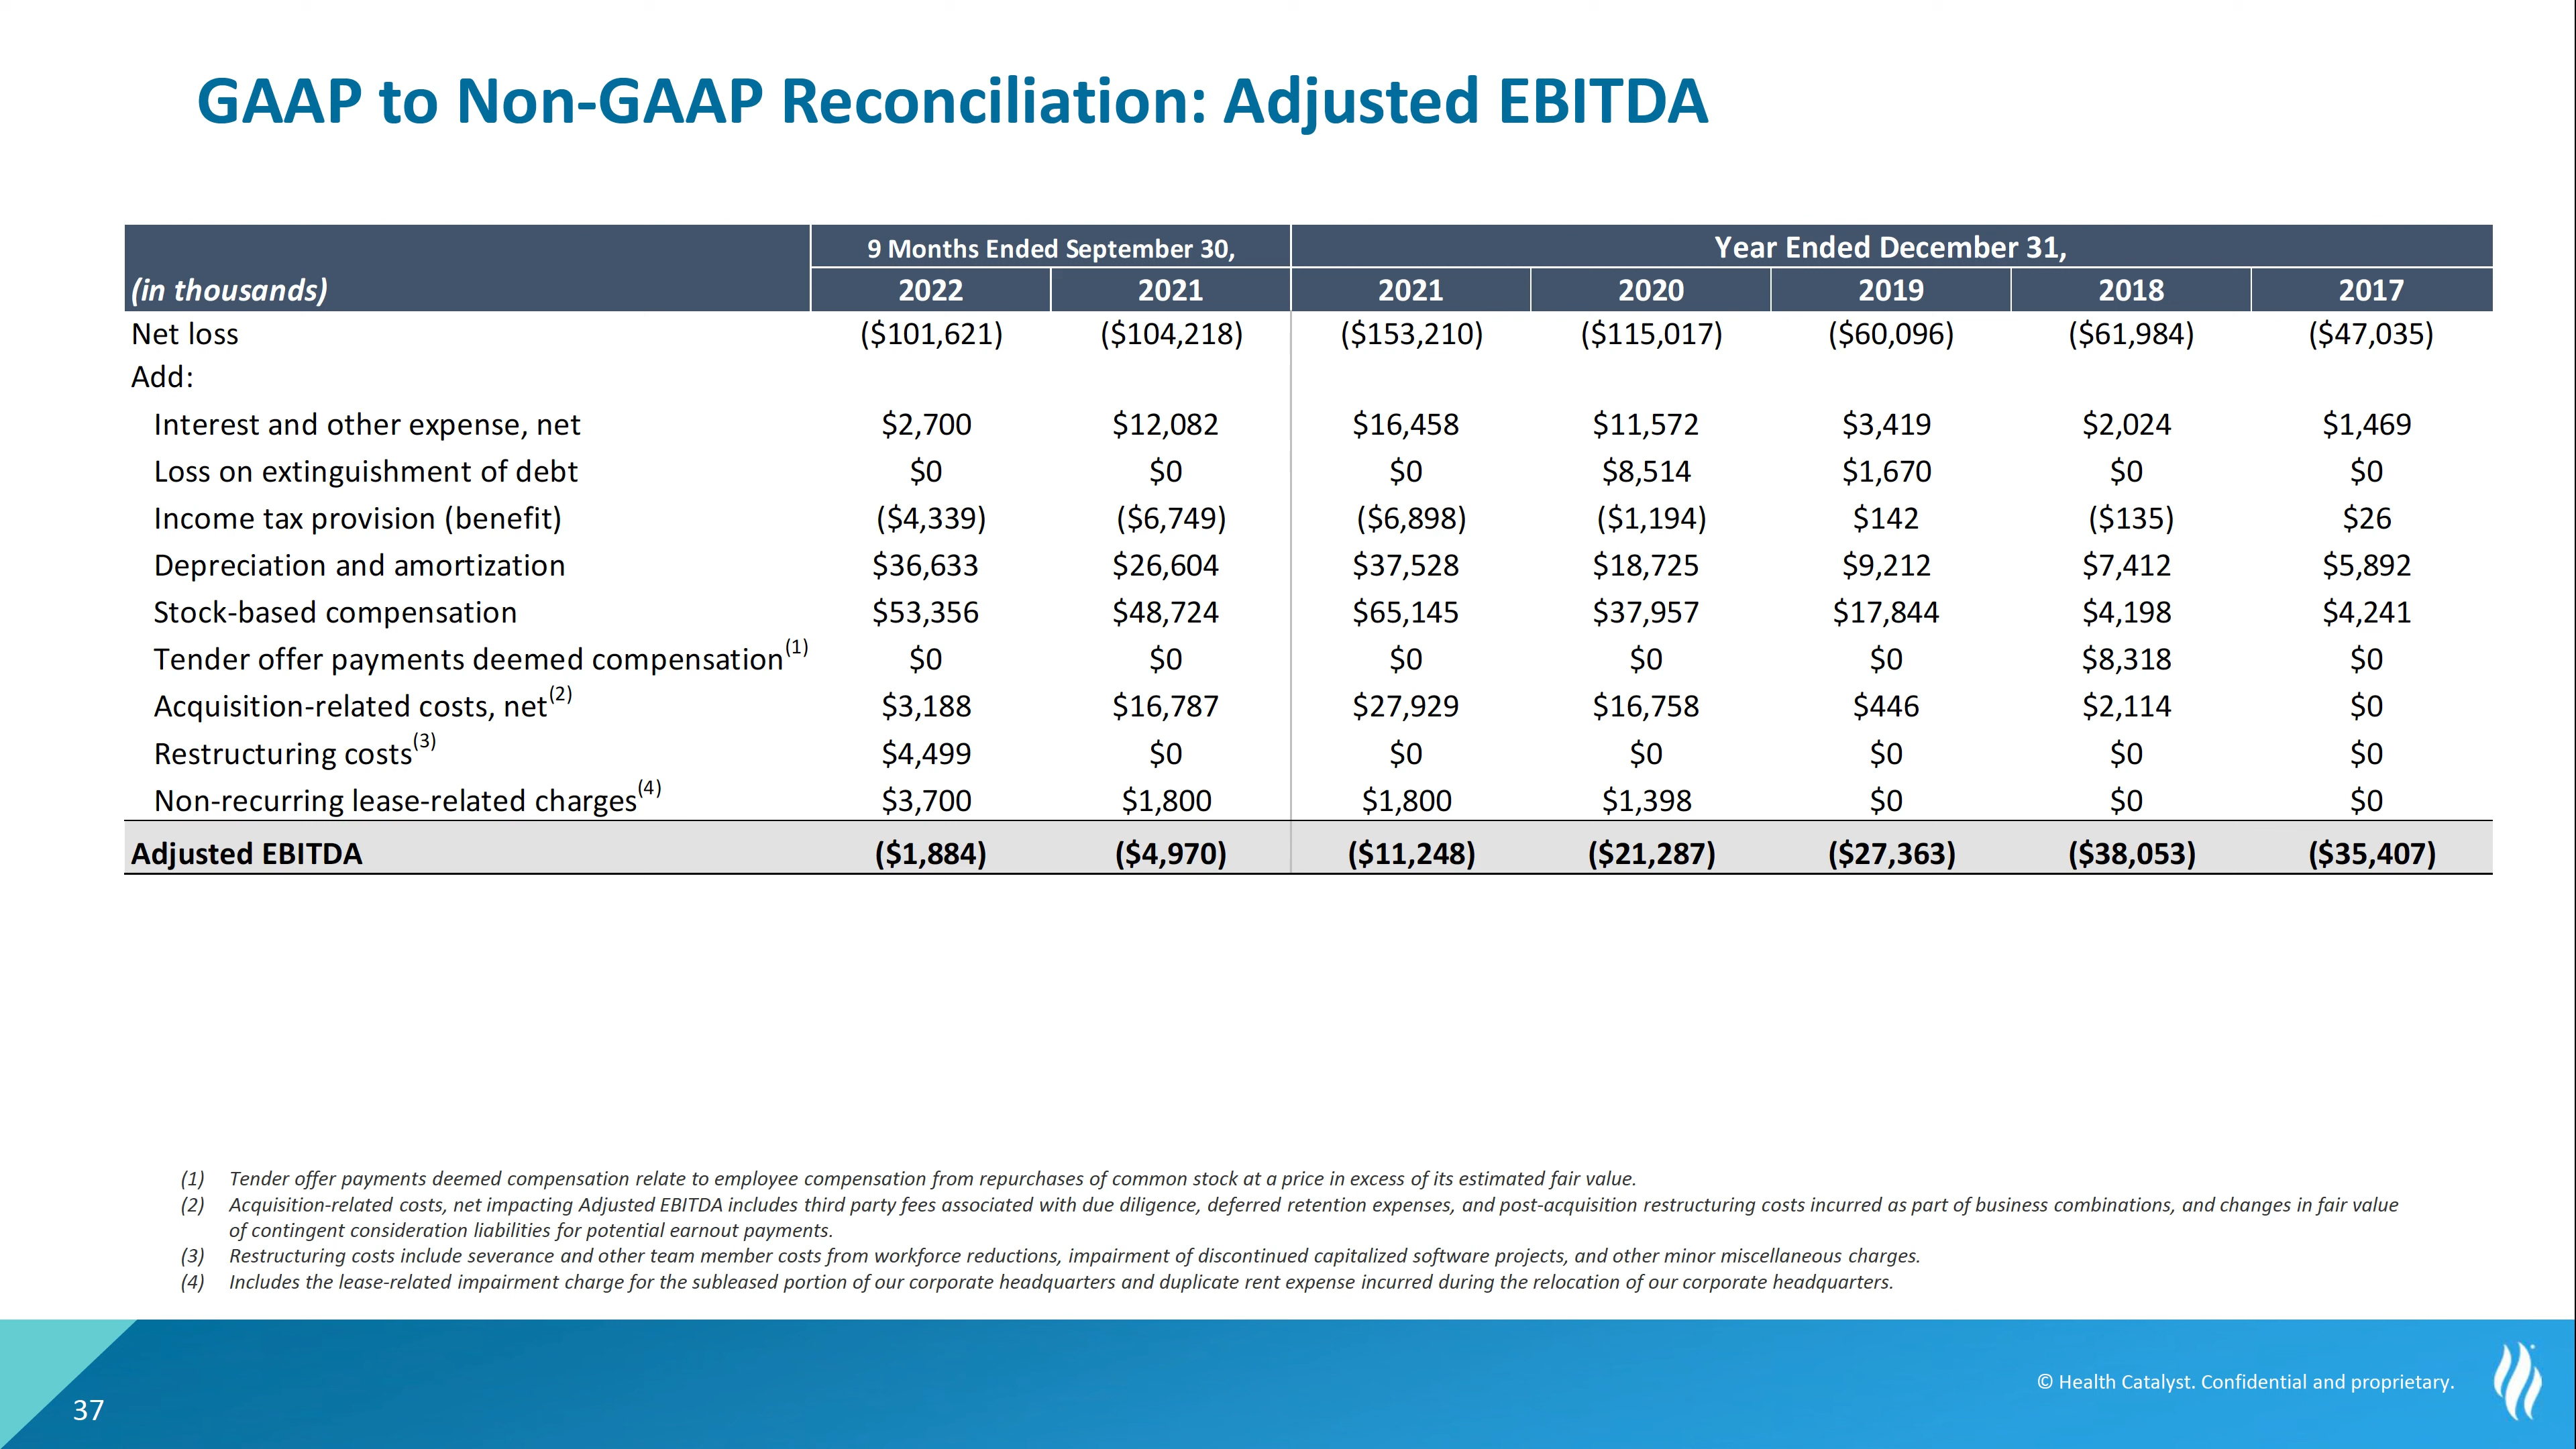 GAAP to Non-GAAP Reconciliation: Adjusted EBITDA
9 Months Ended September 30, Year Ended December 31,
(in thousands) 2022 2021 2021 2020 2019 2018 2017
Net loss ($101,621) ($104,218) ($153,210) ($115,017) ($60,096) ($61,984) ($47,035)
Add:
Interest and other expense, net $2,700 $12,082 $16,458 $11,572 $3,419 $2,024 $1,469
Loss on extinguishment of debt $0 $0 $0 $8,514 $1,670 $0 $0
Income tax provision (benefit) ($4,339) ($6,749) ($6,898) ($1,194) $142 ($135) $26
Depreciation and amortization $36,633 $26,604 $37,528 $18,725 $9,212 $7,412 $5,892
Stock-based compensation $53,356 $48,724 $65,145 $37,957 $17,844 $4,198 $4,241
Tender offer payments deemed compensation(1) $0 $0 $0 $0 $0 $8,318 $0
Acquisition-related costs, net(2) $3,188 $16,787 $27,929 $16,758 $446 $2,114 $0
Restructuring costs(3) $4,499 $0 $0 $0 $0 $0 $0
Non-recurring lease-related charges(4) $3,700 $1,800 $1,800 $1,398 $0 $0 $0
Adjusted EBITDA ($1,884) ($4,970) ($11,248) ($21,287) ($27,363) ($38,053) ($35,407)
(1) Tender offer payments deemed compensation relate to employee compensation from repurchases of common stock at a price in excess of its estimated fair value.
(2) Acquisition-related costs, net impacting Adjusted EBITDA includes third party fees associated with due diligence, deferred retention expenses, and post-acquisition restructuring costs incurred as part of business combinations, and changes in fair value
of contingent consideration liabilities for potential earnout payments.
(3) Restructuring costs include severance and other team member costs from workforce reductions, impairment of discontinued capitalized software projects, and other minor miscellaneous charges.
(4) Includes the lease-related impairment charge for the subleased portion of our corporate headquarters and duplicate rent expense incurred during the relocation of our corporate headquarters.
© Health Catalyst. Confidential and proprietary.
37